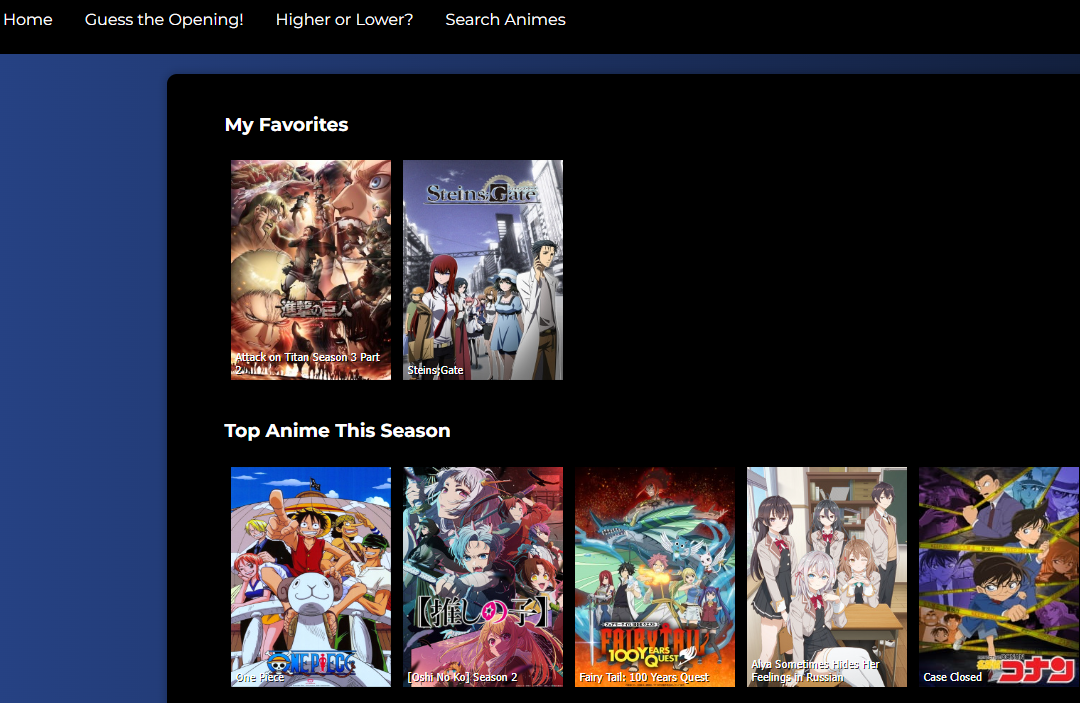 Home Guess the Opening! Higher or Lower? Search Animes
My Favorites
進撃の巨人
Attack on Titan Season 3 Part
2
Steins;Gate
Steins;Gate
Top Anime This Season
ONE PIECE
One Piece
【推しの子】
[Oshi No Ko] Season 2
FAIRY TAIL
100 YEARS
QUEST
Fairy Tail: 100 Years Quest
Alya Sometimes Hides Her
Feelings in Russian
コナン
Case Closed